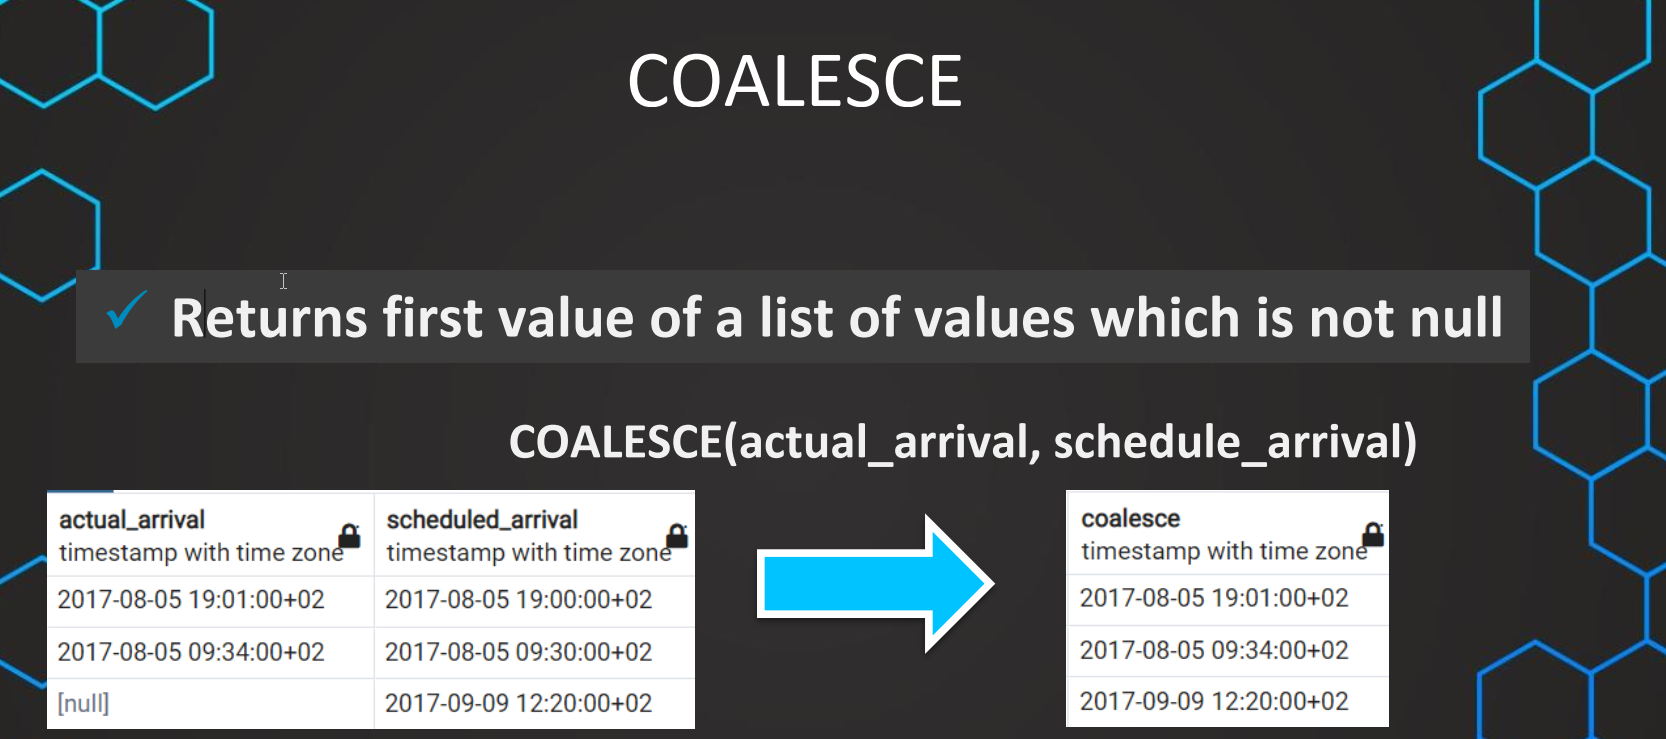 COALESCE
✓ Returns first value of a list of values which is not null
COALESCE(actual_arrival, schedule_arrival)
actual_arrival scheduled_arrival
timestamp with time zone timestamp with time zone
2017-08-05 19:01:00+02 2017-08-05 19:00:00+02
2017-08-05 09:34:00+02 2017-08-05 09:30:00+02
[null] 2017-09-09 12:20:00+02
coalesce
timestamp with time zone
2017-08-05 19:01:00+02
2017-08-05 09:34:00+02
2017-09-09 12:20:00+02